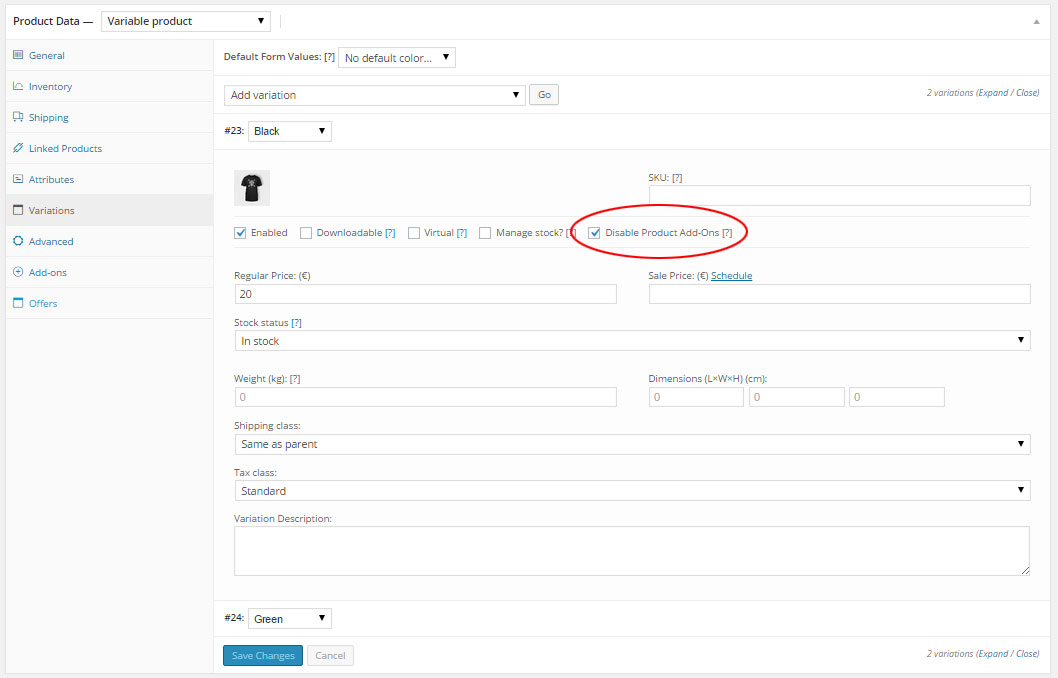 Product Data — Variable product
General
Inventory
Shipping
Linked Products
Attributes
Variations
Advanced
Add-ons
Offers
Default Form Values: [?] No default color...
Add variation Go 2 variations (Expand / Close)
#23: Black
SKU: [?]
Enabled Downloadable [?] Virtual [?] Manage stock? [?] Disable Product Add-Ons [?]
Regular Price: (€) Sale Price: (€) Schedule
20
Stock status [?]
In stock
Weight (kg): [?] Dimensions (L×W×H) (cm):
0 0 0 0
Shipping class:
Same as parent
Tax class:
Standard
Variation Description:
#24: Green
Save Changes Cancel 2 variations (Expand / Close)